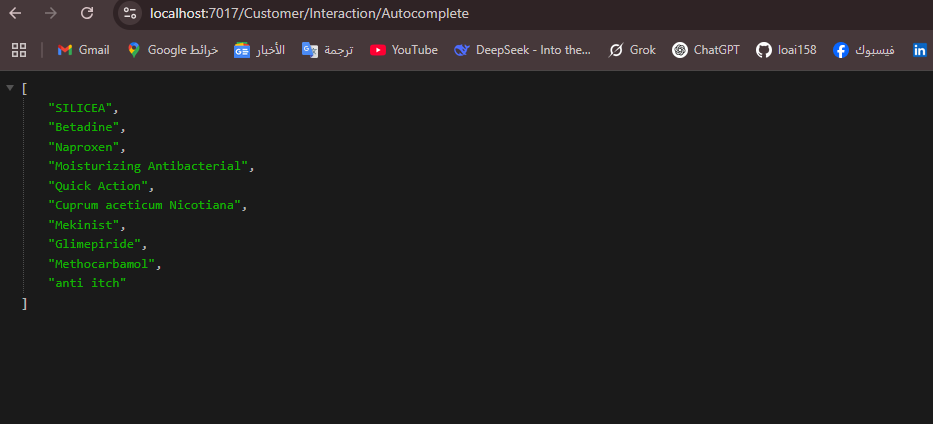 localhost:7017/Customer/Interaction/Autocomplete
Gmail خرائط Google الأخبار ترجمة YouTube DeepSeek - Into the... Grok ChatGPT loai158 فيسبوك in
[
"SILICEA",
"Betadine",
"Naproxen",
"Moisturizing Antibacterial",
"Quick Action",
"Cuprum aceticum Nicotiana",
"Mekinist",
"Glimepiride",
"Methocarbamol",
"anti itch"
]